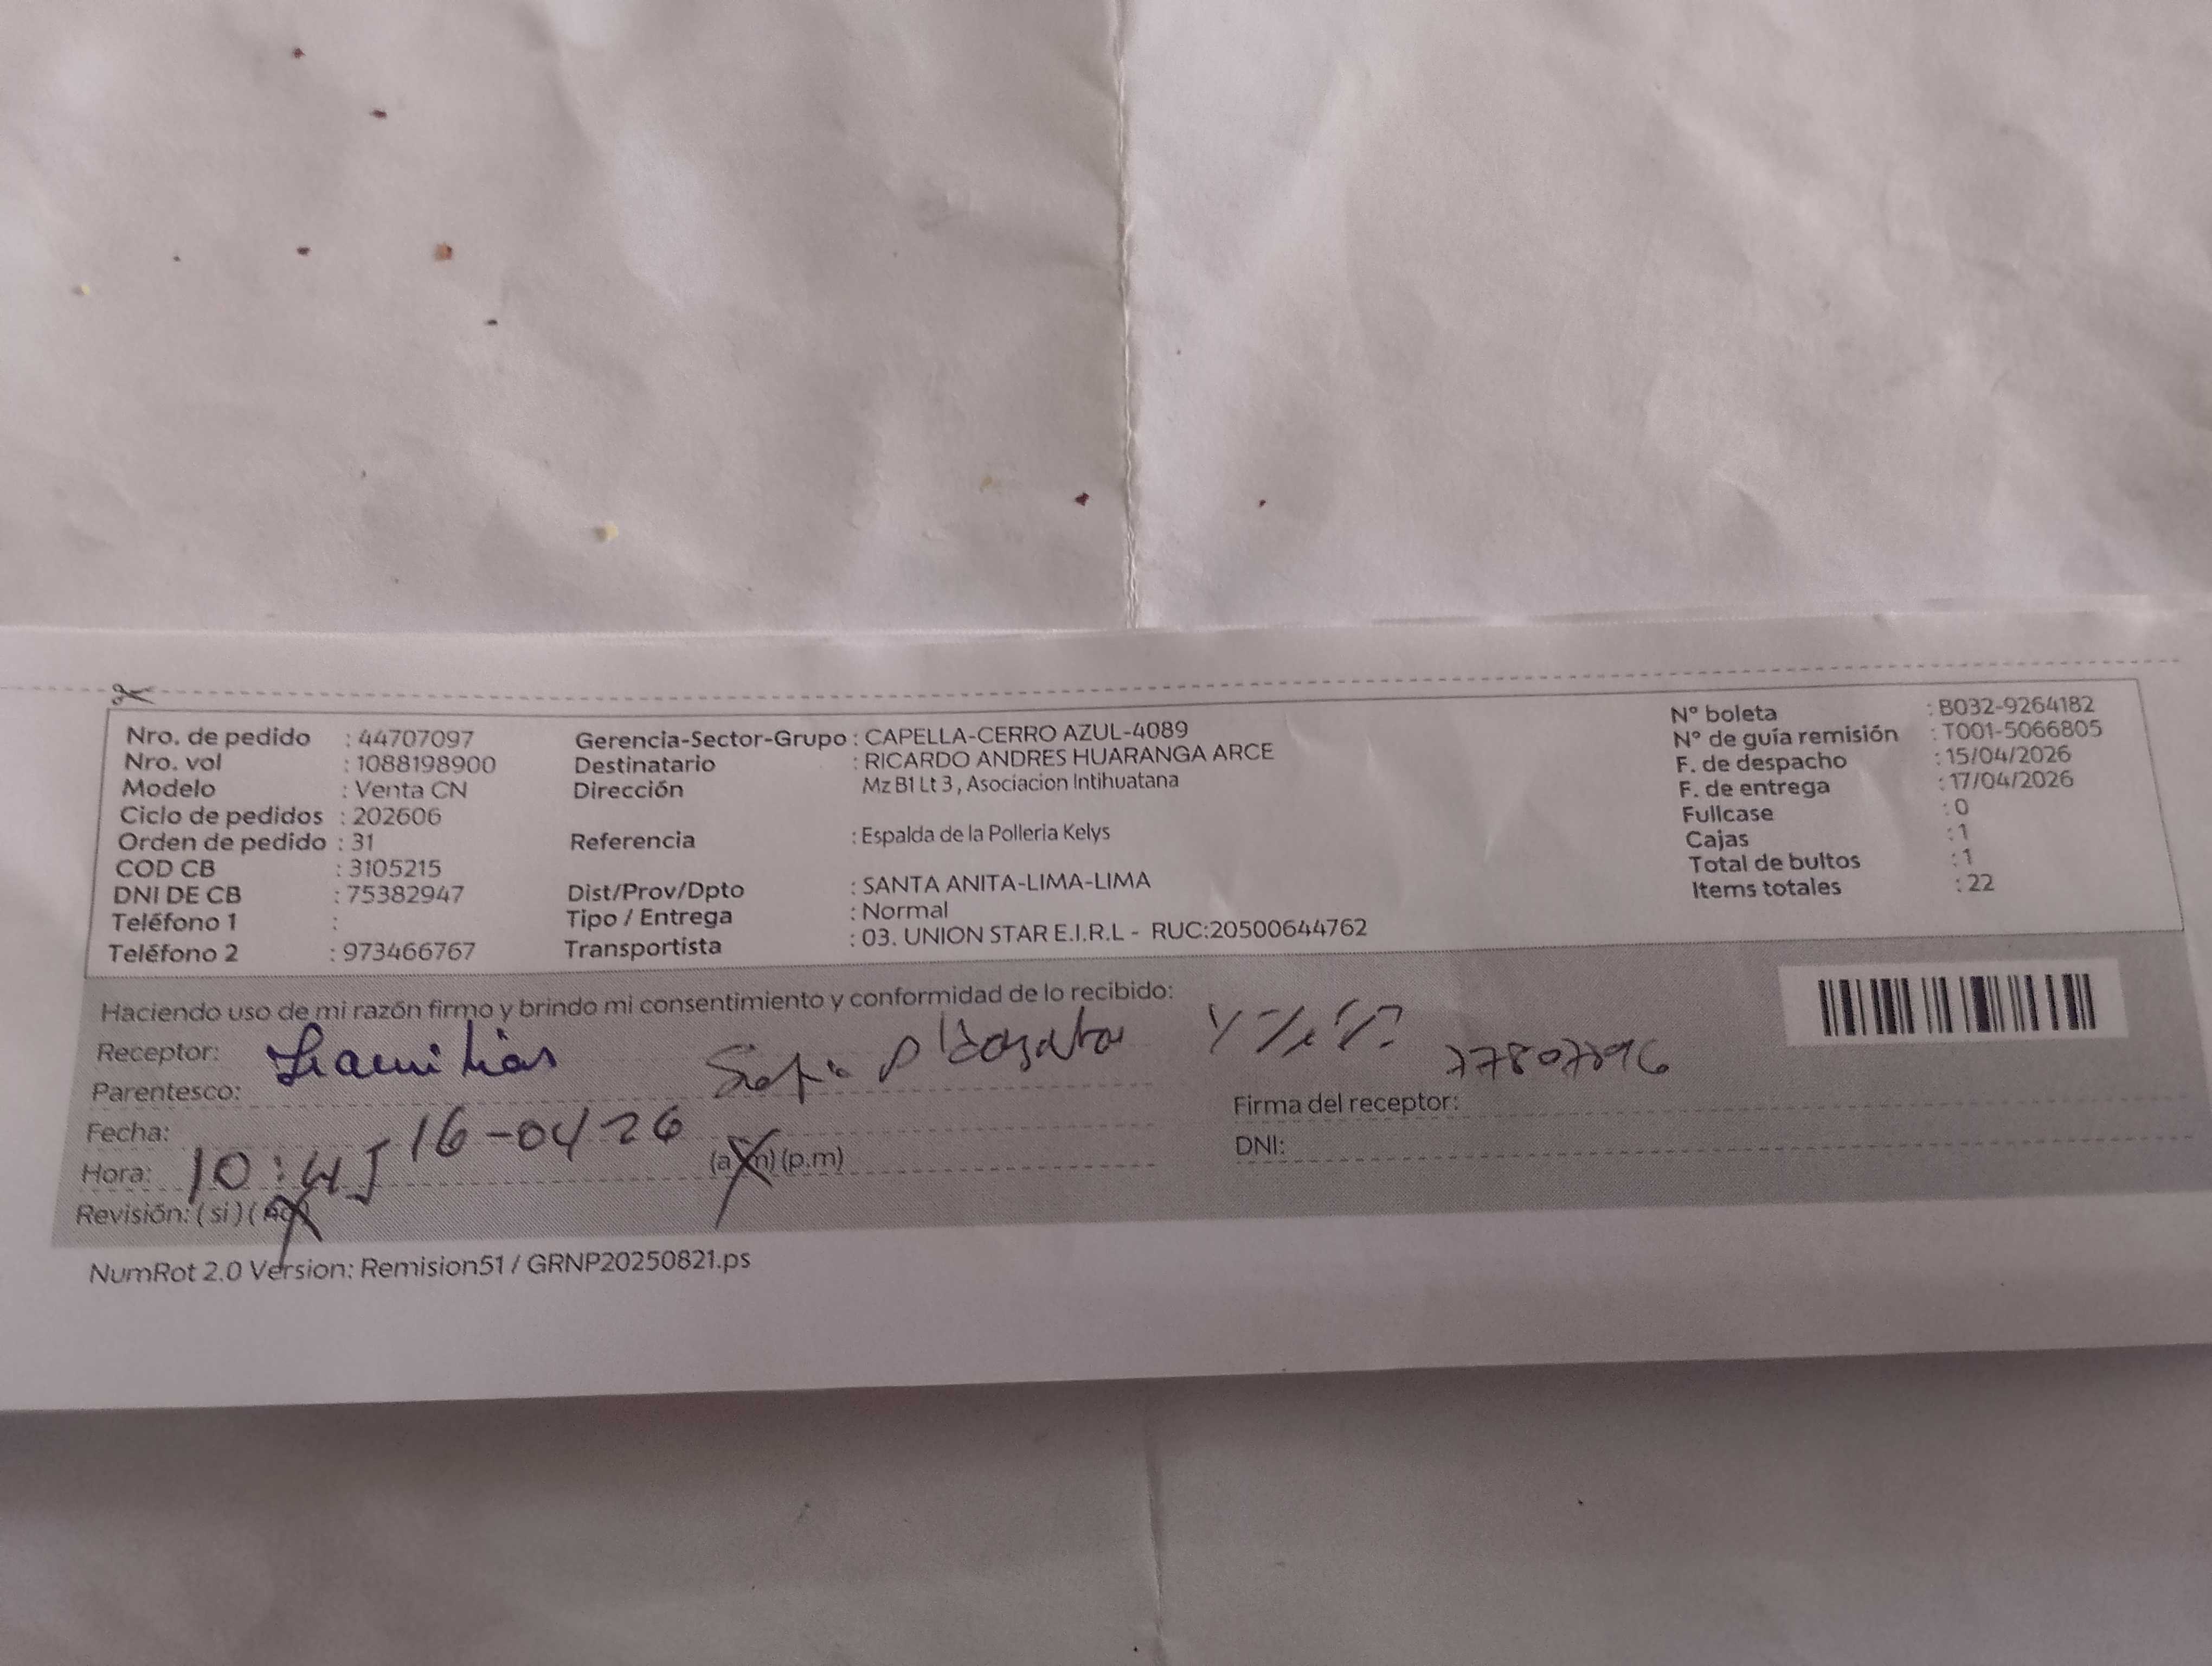 Nro. de pedido : 44707097
Nro. vol : 1088198900
Modelo : Venta CN
Ciclo de pedidos : 202606
Orden de pedido : 31
COD CB : 3105215
DNI DE CB : 75382947
Teléfono 1 :
Teléfono 2 : 973466767
Gerencia-Sector-Grupo : CAPELLA-CERRO AZUL-4089
Destinatario : RICARDO ANDRES HUARANGA ARCE
Dirección Mz B1 Lt 3, Asociacion Intihuatana
Referencia : Espalda de la Polleria Kelys
Dist/Prov/Dpto : SANTA ANITA-LIMA-LIMA
Tipo / Entrega : Normal
Transportista : 03. UNION STAR E.I.R.L - RUC:20500644762
N° boleta : B032-9264182
N° de guía remisión : T001-5066805
F. de despacho : 15/04/2026
F. de entrega : 17/04/2026
Fullcase : 0
Cajas : 1
Total de bultos : 1
Items totales : 22
Haciendo uso de mi razón firmo y brindo mi consentimiento y conformidad de lo recibido:
Receptor:
Parentesco:
Fecha: 16-04-26
Hora: 10:45 (a.m) (p.m)
Revisión: (si) (no)
Firma del receptor:
DNI:
NumRot 2.0 Version: Remision51 / GRNP20250821.ps